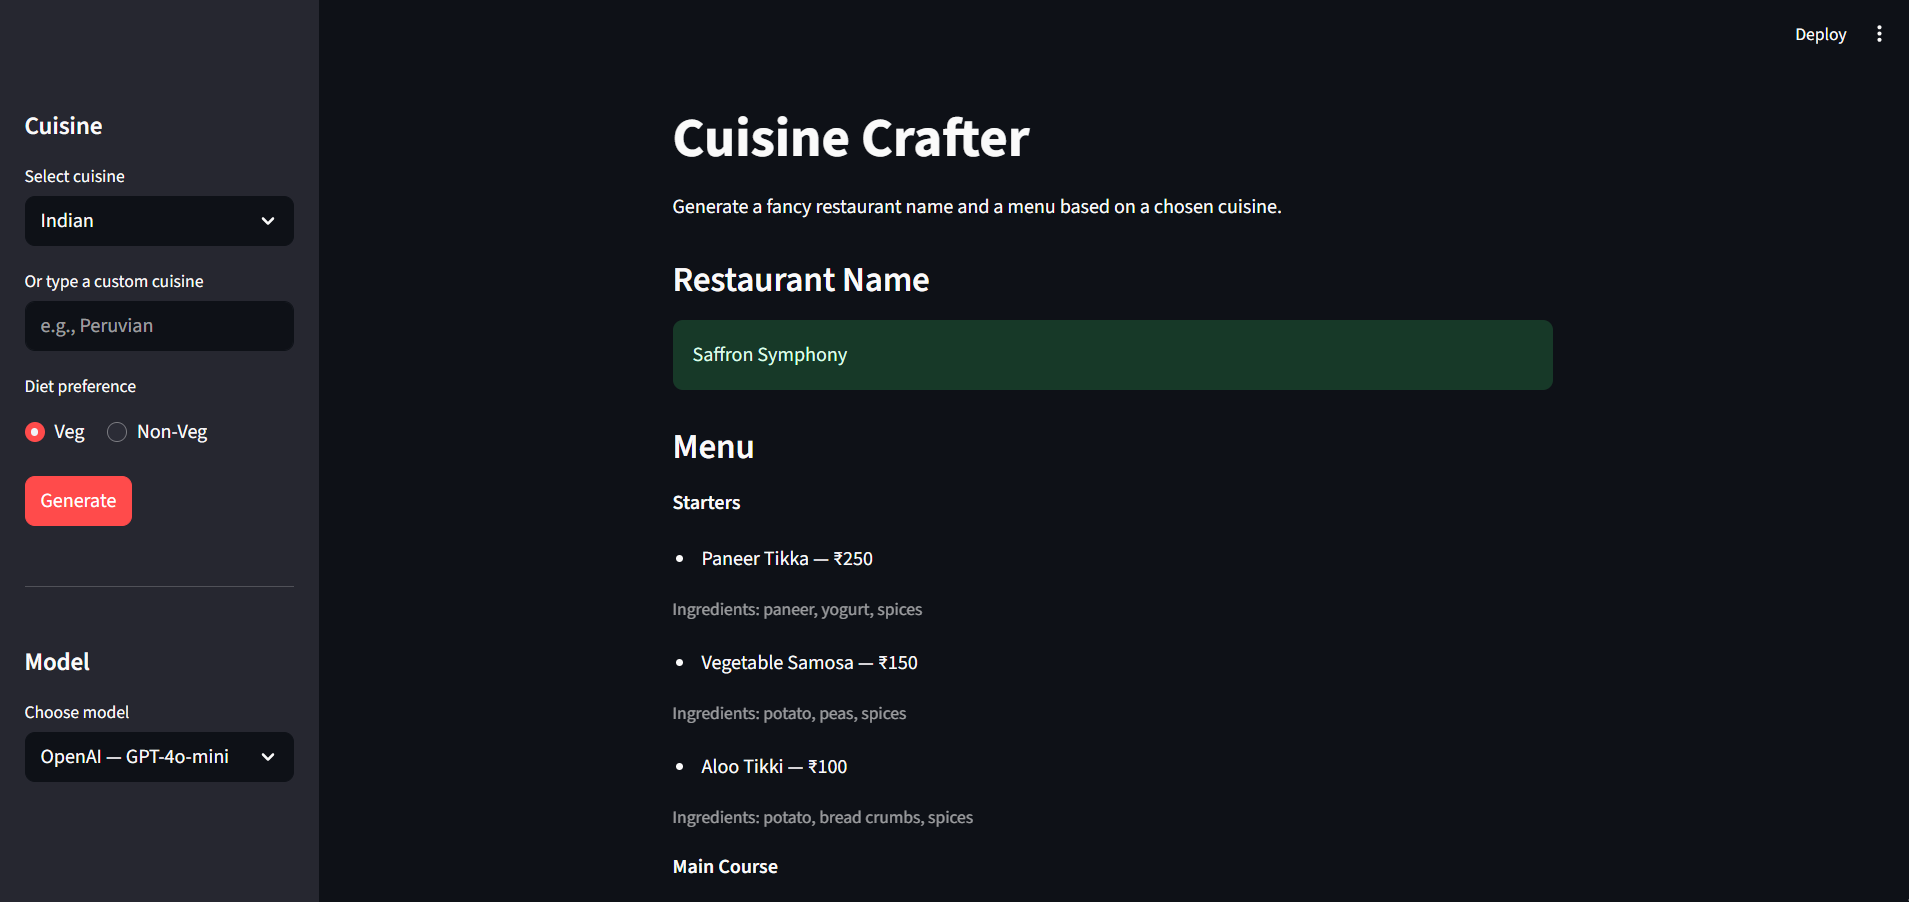 Deploy
Cuisine
Select cuisine
Indian
Or type a custom cuisine
e.g., Peruvian
Diet preference
Veg Non-Veg
Generate
Model
Choose model
OpenAI — GPT-4o-mini
Cuisine Crafter
Generate a fancy restaurant name and a menu based on a chosen cuisine.
Restaurant Name
Saffron Symphony
Menu
Starters
Paneer Tikka — ₹250
Ingredients: paneer, yogurt, spices
Vegetable Samosa — ₹150
Ingredients: potato, peas, spices
Aloo Tikki — ₹100
Ingredients: potato, bread crumbs, spices
Main Course